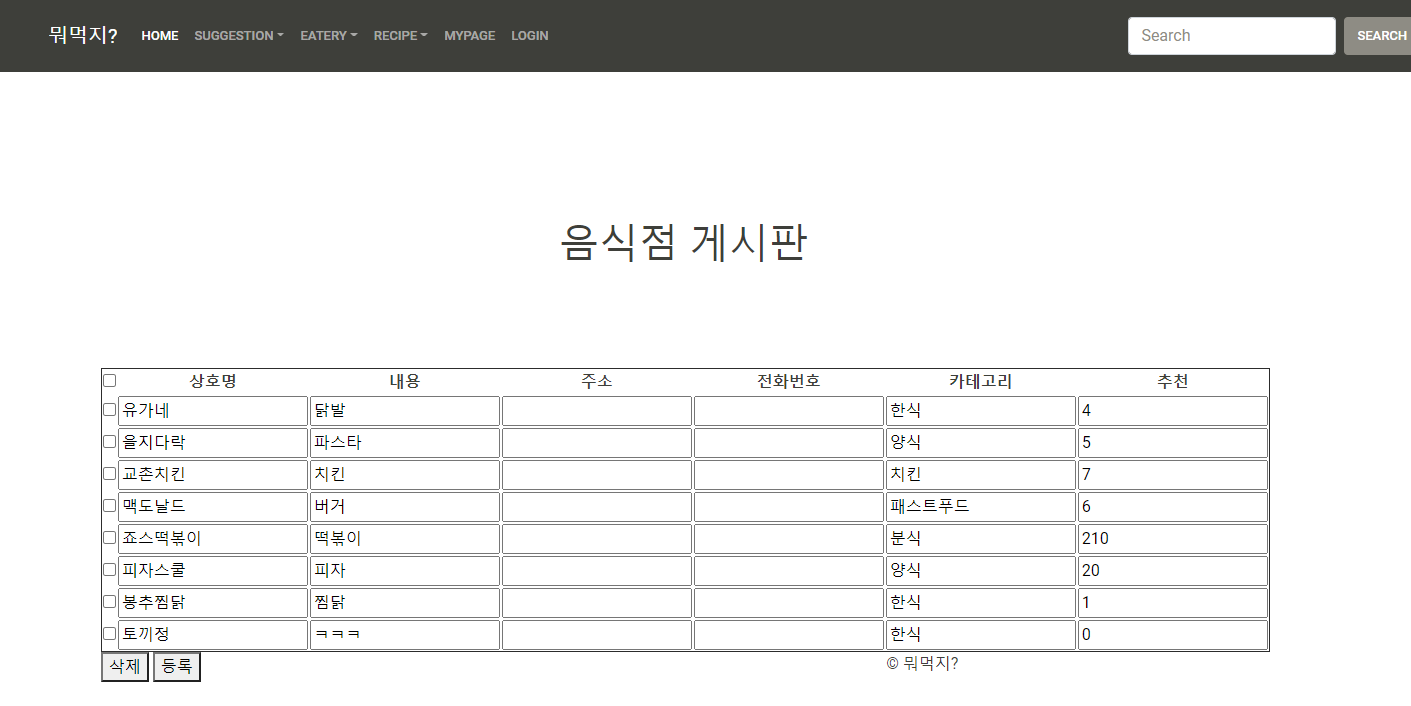 뭐먹지? HOME SUGGESTION EATERY RECIPE MYPAGE LOGIN Search SEARCH
음식점 게시판
상호명 내용 주소 전화번호 카테고리 추천
유가네 닭발 한식 4
을지다락 파스타 양식 5
교촌치킨 치킨 치킨 7
맥도날드 버거 패스트푸드 6
죠스떡볶이 떡볶이 분식 210
피자스쿨 피자 양식 20
봉추찜닭 찜닭 한식 1
토끼정 ㅋㅋㅋ 한식 0
삭제 등록 © 뭐먹지?